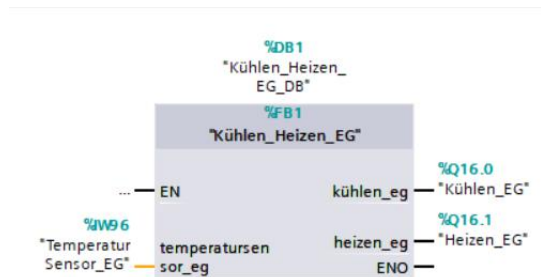 %DB1
"Kühlen_Heizen_
EG_DB"
%FB1
"Kühlen_Heizen_EG"
%Q16.0
... EN kühlen_eg "Kühlen_EG"
%IW96
%Q16.1
"Temperatur
Sensor_EG"
temperatursen
sor_eg
heizen_eg "Heizen_EG"
ENO